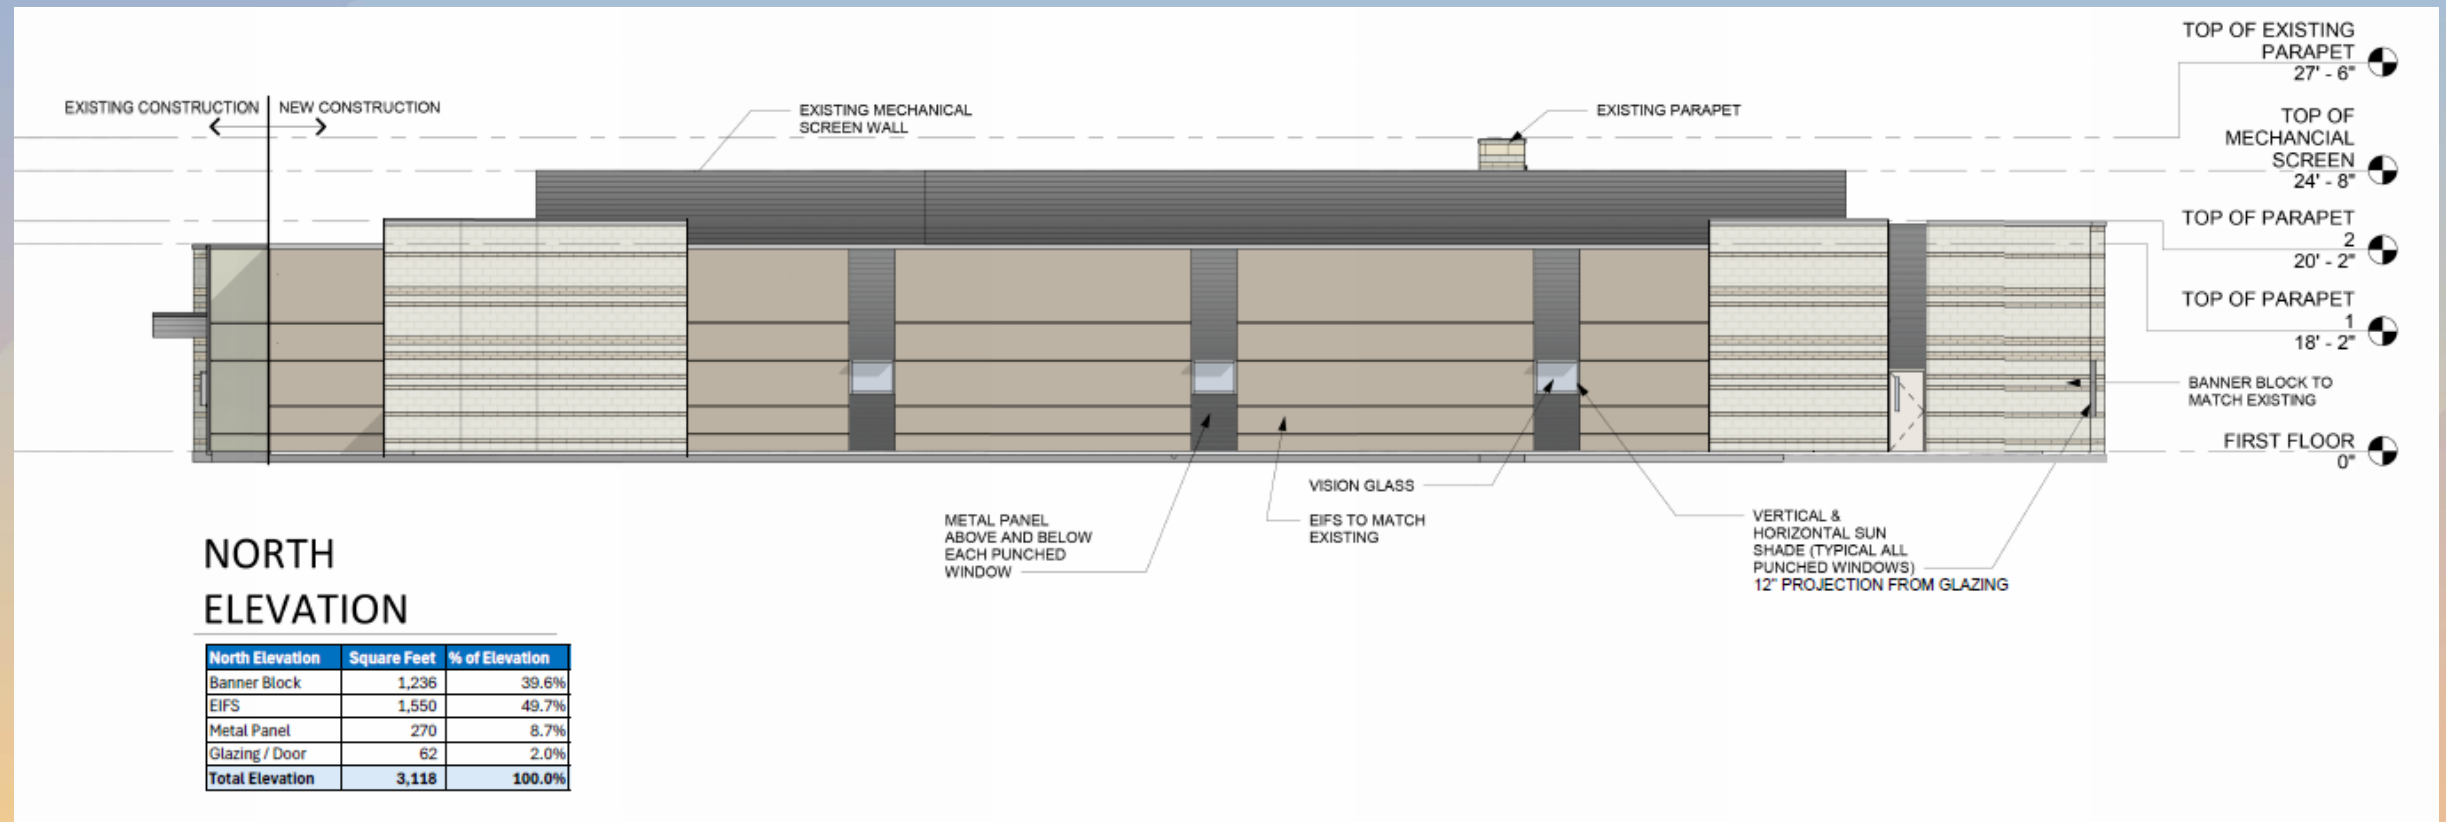 TOP OF EXISTING
PARAPET
27' - 6"
EXISTING CONSTRUCTION
NEW CONSTRUCTION
EXISTING MECHANICAL
SCREEN WALL
EXISTING PARAPET
TOP OF
MECHANCIAL
SCREEN
24' - 8"
TOP OF PARAPET
2
20' - 2"
TOP OF PARAPET
1
18' - 2"
BANNER BLOCK TO
MATCH EXISTING
FIRST FLOOR
0"
VISION GLASS
METAL PANEL
ABOVE AND BELOW
EACH PUNCHED
WINDOW
EIFS TO MATCH
EXISTING
VERTICAL &
HORIZONTAL SUN
SHADE (TYPICAL ALL
PUNCHED WINDOWS)
12" PROJECTION FROM GLAZING
NORTH
ELEVATION
North Elevation Square Feet % of Elevation
Banner Block 1,236 39.6%
EIFS 1,550 49.7%
Metal Panel 270 8.7%
Glazing / Door 62 2.0%
Total Elevation 3,118 100.0%